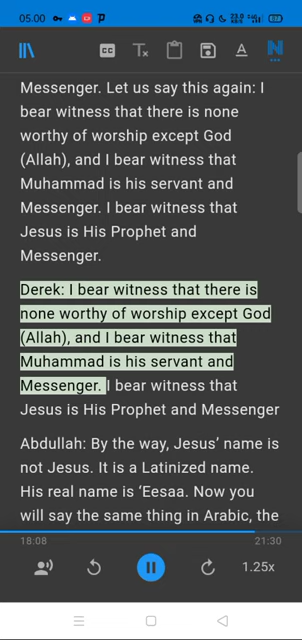 05.00
CC
Messenger. Let us say this again: I
bear witness that there is none
worthy of worship except God
(Allah), and I bear witness that
Muhammad is his servant and
Messenger. I bear witness that
Jesus is His Prophet and
Messenger.
Derek: I bear witness that there is
none worthy of worship except God
(Allah), and I bear witness that
Muhammad is his servant and
Messenger. I bear witness that
Jesus is His Prophet and Messenger
Abdullah: By the way, Jesus’ name is
not Jesus. It is a Latinized name.
His real name is ‘Eesaa. Now you
will say the same thing in Arabic, the
18:08
21:30
1.25x